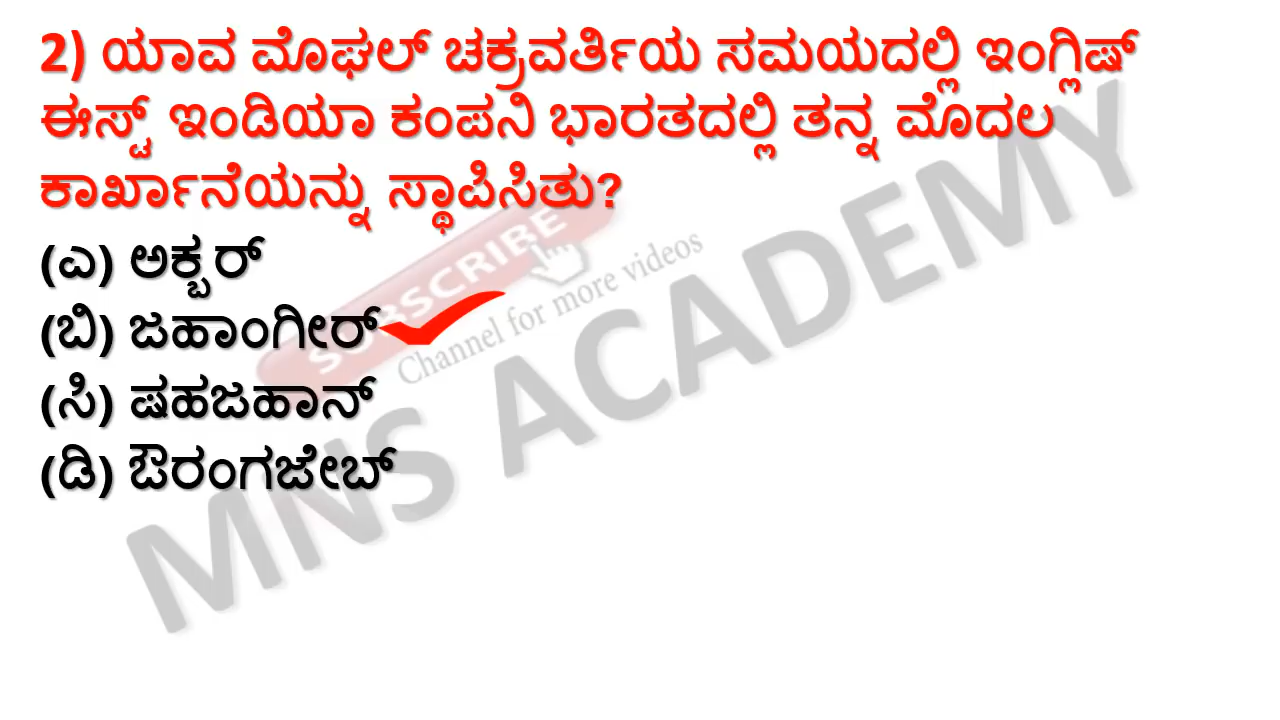 2) ಯಾವ ಮೊಘಲ್ ಚಕ್ರವರ್ತಿಯ ಸಮಯದಲ್ಲಿ ಇಂಗ್ಲಿಷ್
ಈಸ್ಟ್ ಇಂಡಿಯಾ ಕಂಪನಿ ಭಾರತದಲ್ಲಿ ತನ್ನ ಮೊದಲ
ಕಾರ್ಖಾನೆಯನ್ನು ಸ್ಥಾಪಿಸಿತು?
(ಎ) ಅಕ್ಬರ್
(ಬಿ) ಜಹಾಂಗೀರ್
(ಸಿ) ಷಹಜಹಾನ್
(ಡಿ) ಔರಂಗಜೇಬ್
SUBSCRIBE
Channel for more videos
MNS ACADEMY